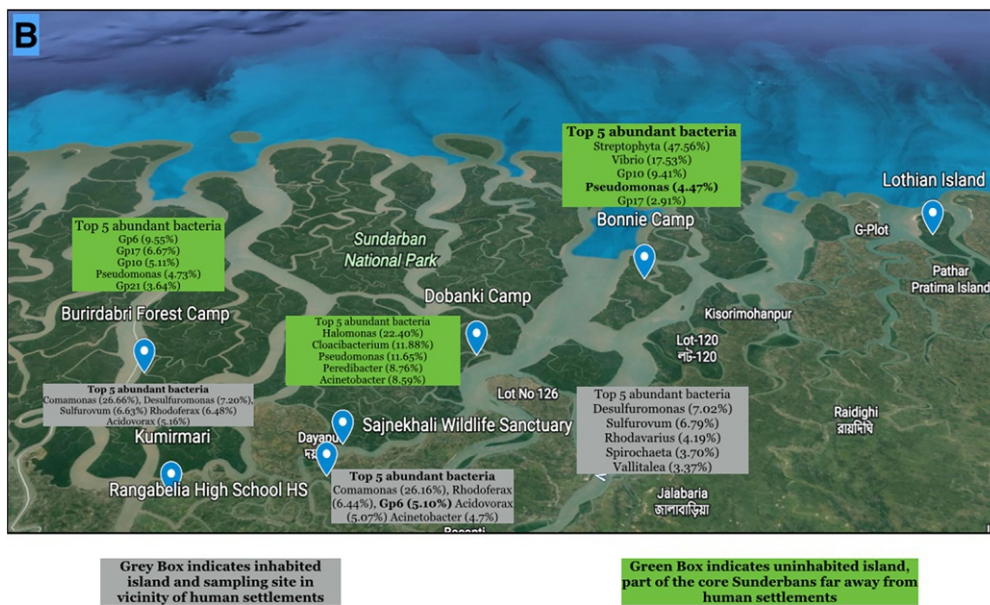 B
Top 5 abundant bacteria
Streptophyta (47.56%)
Vibrio (17.53%)
Gp10 (9.41%)
Pseudomonas (4.47%)
Gp17 (2.91%)
Bonnie Camp
Lothian Island
G-Plot
Pathar
Pratima Island
Top 5 abundant bacteria
Gp6 (9.55%)
Gp17 (6.67%)
Gp10 (5.11%)
Pseudomonas (4.73%)
Gp21 (3.64%)
Burirdabri Forest Camp
Sundarban
National Park
Dobanki Camp
Kisorimohanpur
Lot-120
লট-120
Top 5 abundant bacteria
Halomonas (22.40%)
Cloacibacterium (11.88%)
Pseudomonas (11.65%)
Peredibacter (8.76%)
Acinetobacter (8.59%)
Top 5 abundant bacteria
Comamonas (26.66%), Desulfuromonas (7.20%),
Sulfurovum (6.63%) Rhodoferax (6.48%)
Acidovorax (5.16%)
Kumirmari
Lot No 126
Top 5 abundant bacteria
Desulfuromonas (7.02%)
Sulfurovum (6.79%)
Rhodavarius (4.19%)
Spirochaeta (3.70%)
Vallitalea (3.37%)
Raidighi
রায়দিঘি
Sajnekhali Wildlife Sanctuary
Rangabelia High School HS
Top 5 abundant bacteria
Comamonas (26.16%), Rhodoferax
(6.44%), Gp6 (5.10%) Acidovorax
(5.07%) Acinetobacter (4.7%)
Jalabaria
জালাবাড়িয়া
Grey Box indicates inhabited
island and sampling site in
vicinity of human settlements
Green Box indicates uninhabited island,
part of the core Sunderbans far away from
human settlements